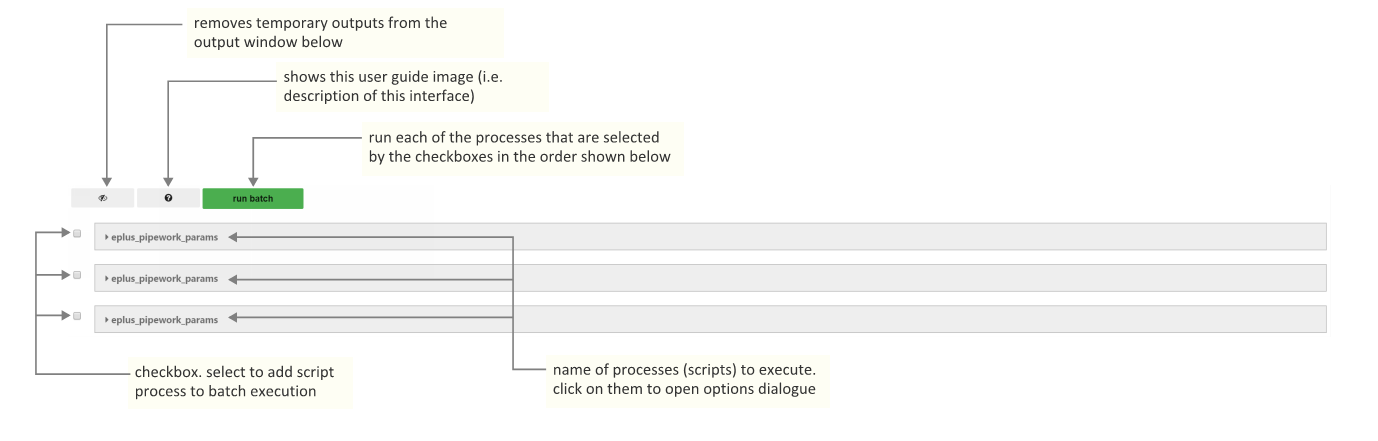 removes temporary outputs from the
output window below
shows this user guide image (i.e.
description of this interface)
run each of the processes that are selected
by the checkboxes in the order shown below
run batch
eplus_pipework_params
eplus_pipework_params
eplus_pipework_params
checkbox. select to add script
process to batch execution
name of processes (scripts) to execute.
click on them to open options dialogue